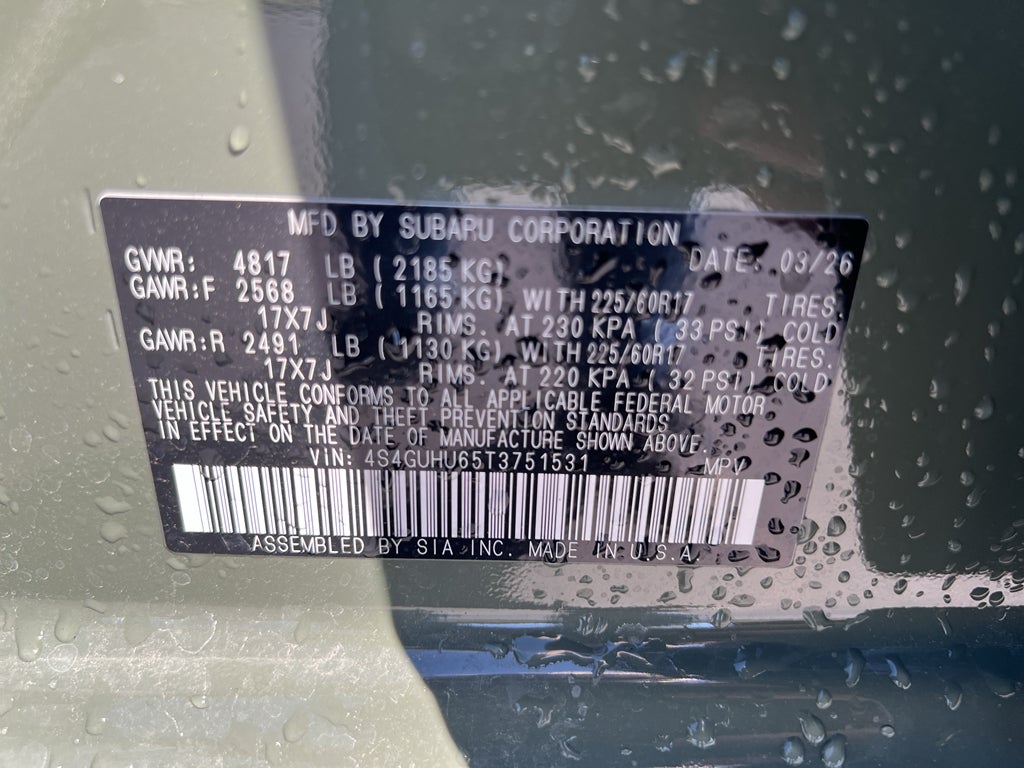 MFD BY SUBARU CORPORATION
DATE: 03/26
GVWR: 4817 LB ( 2185 KG)
GAWR:F 2568 LB ( 1165 KG) WITH 225/60R17 TIRES,
17X7J RIMS. AT 230 KPA ( 33 PSI) COLD
GAWR:R 2491 LB ( 1130 KG) WITH 225/60R17 TIRES.
17X7J RIMS. AT 220 KPA ( 32 PSI) COLD
THIS VEHICLE CONFORMS TO ALL APPLICABLE FEDERAL MOTOR
VEHICLE SAFETY AND THEFT PREVENTION STANDARDS
IN EFFECT ON THE DATE OF MANUFACTURE SHOWN ABOVE.
VIN: 4S4GUHU65T3751531 MPV
ASSEMBLED BY SIA INC. MADE IN U.S.A